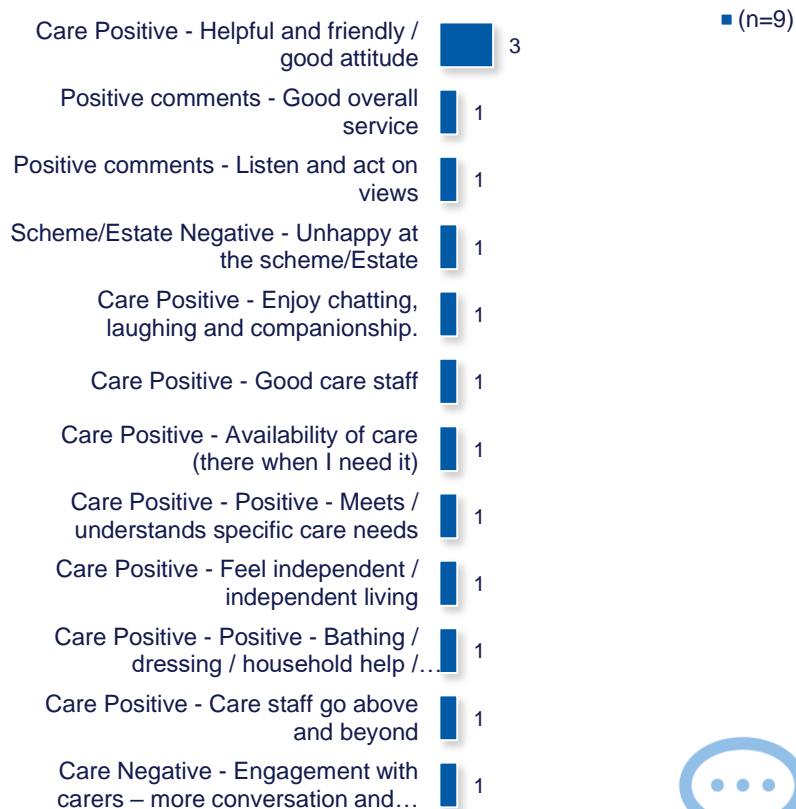 (n=9)
Care Positive - Helpful and friendly /
good attitude
3
Positive comments - Good overall
service
1
Positive comments - Listen and act on
views
1
Scheme/Estate Negative - Unhappy at
the scheme/Estate
1
Care Positive - Enjoy chatting,
laughing and companionship.
1
Care Positive - Good care staff
1
Care Positive - Availability of care
(there when I need it)
1
Care Positive - Positive - Meets /
understands specific care needs
1
Care Positive - Feel independent /
independent living
1
Care Positive - Positive - Bathing /
dressing / household help /…
1
Care Positive - Care staff go above
and beyond
1
Care Negative - Engagement with
carers – more conversation and…
1